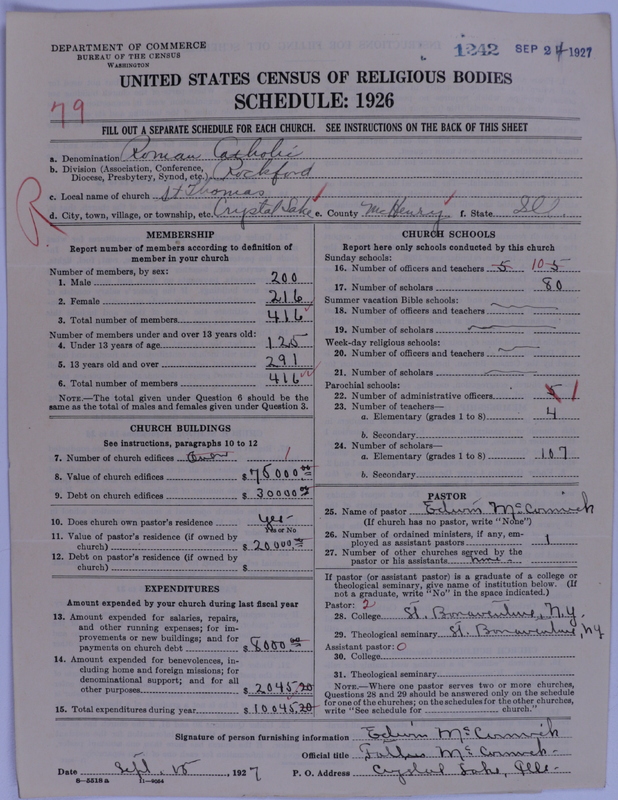 DEPARTMENT OF COMMERCE
BUREAU OF THE CENSUS
WASHINGTON
1242 SEP 24 1927
UNITED STATES CENSUS OF RELIGIOUS BODIES
SCHEDULE: 1926
79
FILL OUT A SEPARATE SCHEDULE FOR EACH CHURCH. SEE INSTRUCTIONS ON THE BACK OF THIS SHEET
a. Denomination Roman Catholic
b. Division (Association, Conference, Diocese, Presbytery, Synod, etc.) Rockford
c. Local name of church St Thomas
d. City, town, village, or township, etc. Crystal Lake e. County McHenry f. State Ill.
R
MEMBERSHIP
Report number of members according to definition of
member in your church
Number of members, by sex:
1. Male 200
2. Female 216
3. Total number of members 416
Number of members under and over 13 years old:
4. Under 13 years of age 125
5. 13 years old and over 291
6. Total number of members 416
NOTE.—The total given under Question 6 should be
same as the total of males and females given under Question 3.
CHURCH BUILDINGS
See instructions, paragraphs 10 to 12
7. Number of church edifices 1
8. Value of church edifices $75000.00
9. Debt on church edifices $30000.00
10. Does church own pastor's residence yes
Yes or No
11. Value of pastor's residence (if owned by
church) $20,000.00
12. Debt on pastor's residence (if owned by
church) $
EXPENDITURES
Amount expended by your church during last fiscal year
13. Amount expended for salaries, repairs,
and other running expenses; for im-
provements or new buildings; and for
payments on church debt $8000.00
14. Amount expended for benevolences, in-
cluding home and foreign missions; for
denominational support; and for all
other purposes $2045.20
15. Total expenditures during year $10,045.20
CHURCH SCHOOLS
Report here only schools conducted by this church
Sunday schools:
16. Number of officers and teachers 5 10 5
17. Number of scholars 80
Summer vacation Bible schools:
18. Number of officers and teachers
19. Number of scholars
Week-day religious schools:
20. Number of officers and teachers
21. Number of scholars
Parochial schools:
22. Number of administrative officers 5 1
23. Number of teachers—
a. Elementary (grades 1 to 8) 4
b. Secondary
24. Number of scholars—
a. Elementary (grades 1 to 8) 107
b. Secondary
PASTOR
25. Name of pastor Edwin McCormick
(If church has no pastor, write "None")
26. Number of ordained ministers, if any, em-
ployed as assistant pastors 1
27. Number of other churches served by the
pastor or his assistants none.
If pastor (or assistant pastor) is a graduate of a college or
theological seminary, give name of institution below. (If
not a graduate, write "No" in the space indicated.)
Pastor: 2
28. College St. Bonaventure, N.Y.
29. Theological seminary St. Bonaventure, NY
Assistant pastor: 0
30. College
31. Theological seminary
NOTE.—Where one pastor serves two or more churches,
Questions 28 and 29 should be answered only on the schedule
for one of the churches; on the schedules for the other churches,
write "See schedule for church."
Signature of person furnishing information Edwin McCormick
Official title Father McCormick
Date Sept. 15, 1927 P. O. Address Crystal Lake, Ills.
8—5518 a 11—9054